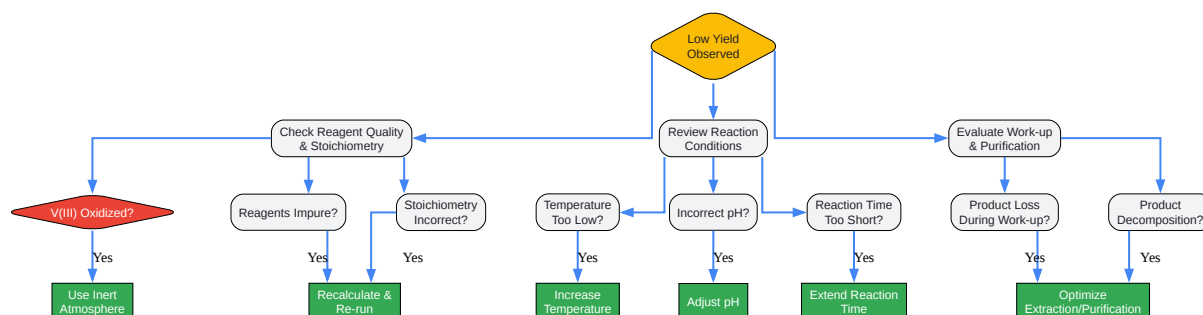 Low Yield
Observed
Check Reagent Quality
& Stoichiometry
Review Reaction
Conditions
Evaluate Work-up
& Purification
V(III) Oxidized?
Reagents Impure?
Stoichiometry
Incorrect?
Temperature
Too Low?
Incorrect pH?
Reaction Time
Too Short?
Product Loss
During Work-up?
Product
Decomposition?
Yes
Yes
Yes
Yes
Yes
Yes
Yes
Yes
Use Inert
Atmosphere
Recalculate &
Re-run
Increase
Temperature
Adjust pH
Extend Reaction
Time
Optimize
Extraction/Purification